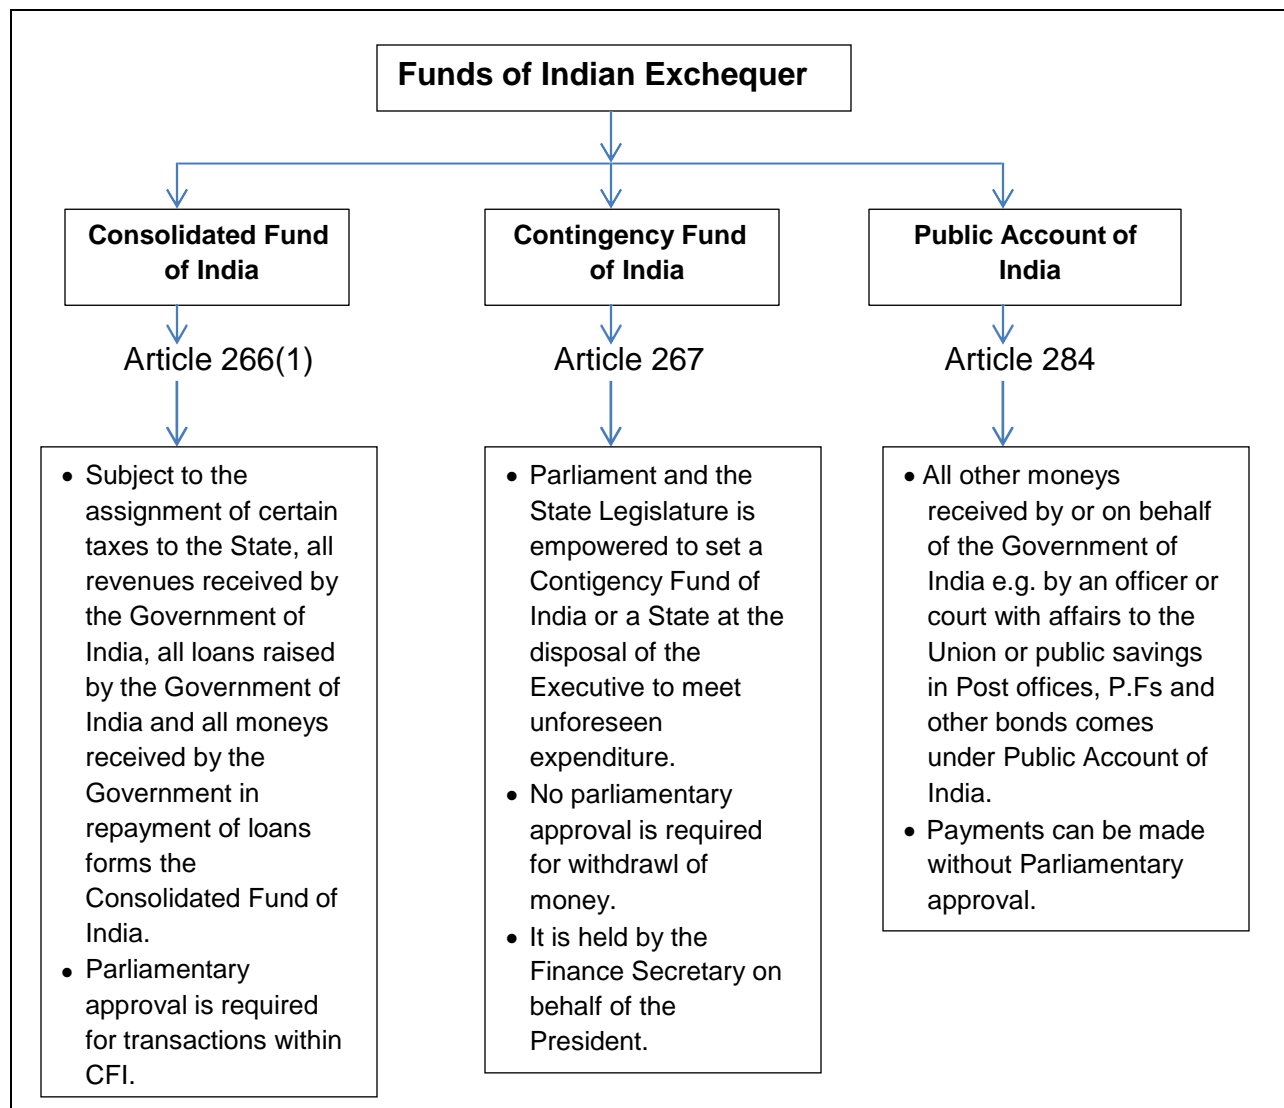 Funds of Indian Exchequer
Consolidated Fund
of India
Article 266(1)
• Subject to the
assignment of certain
taxes to the State, all
revenues received by
the Government of
India, all loans raised
by the Government of
India and all moneys
received by the
Government in
repayment of loans
forms the
Consolidated Fund of
India.
• Parliamentary
approval is required
for transactions within
CFI.
Contingency Fund
of India
Article 267
• Parliament and the
State Legislature is
empowered to set a
Contigency Fund of
India or a State at the
disposal of the
Executive to meet
unforeseen
expenditure.
• No parliamentary
approval is required
for withdrawl of
money.
• It is held by the
Finance Secretary on
behalf of the
President.
Public Account of
India
Article 284
• All other moneys
received by or on behalf
of the Government of
India e.g. by an officer or
court with affairs to the
Union or public savings
in Post offices, P.Fs and
other bonds comes
under Public Account of
India.
• Payments can be made
without Parliamentary
approval.